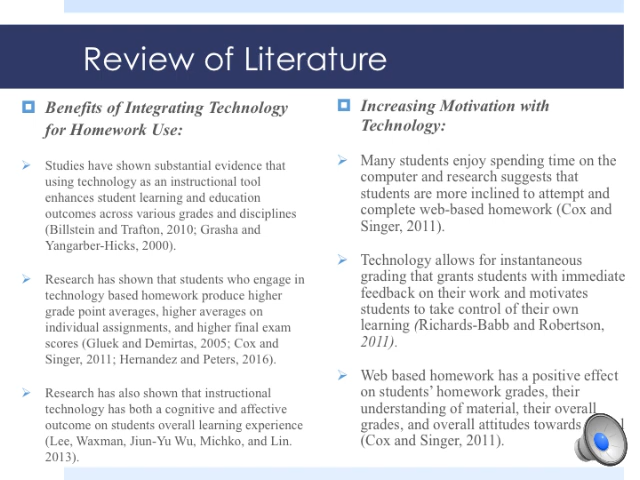 Review of Literature
Benefits of Integrating Technology
for Homework Use:
Studies have shown substantial evidence that
using technology as an instructional tool
enhances student learning and education
outcomes across various grades and disciplines
(Billstein and Trafton, 2010; Grasha and
Yangarber-Hicks, 2000).
Research has shown that students who engage in
technology based homework produce higher
grade point averages, higher averages on
individual assignments, and higher final exam
scores (Gluek and Demirtas, 2005; Cox and
Singer, 2011; Hernandez and Peters, 2016).
Research has also shown that instructional
technology has both a cognitive and affective
outcome on students overall learning experience
(Lee, Waxman, Jiun-Yu Wu, Michko, and Lin.
2013).
Increasing Motivation with
Technology:
Many students enjoy spending time on the
computer and research suggests that
students are more inclined to attempt and
complete web-based homework (Cox and
Singer, 2011).
Technology allows for instantaneous
grading that grants students with immediate
feedback on their work and motivates
students to take control of their own
learning (Richards-Babb and Robertson,
2011).
Web based homework has a positive effect
on students’ homework grades, their
understanding of material, their overall
grades, and overall attitudes towards
(Cox and Singer, 2011).